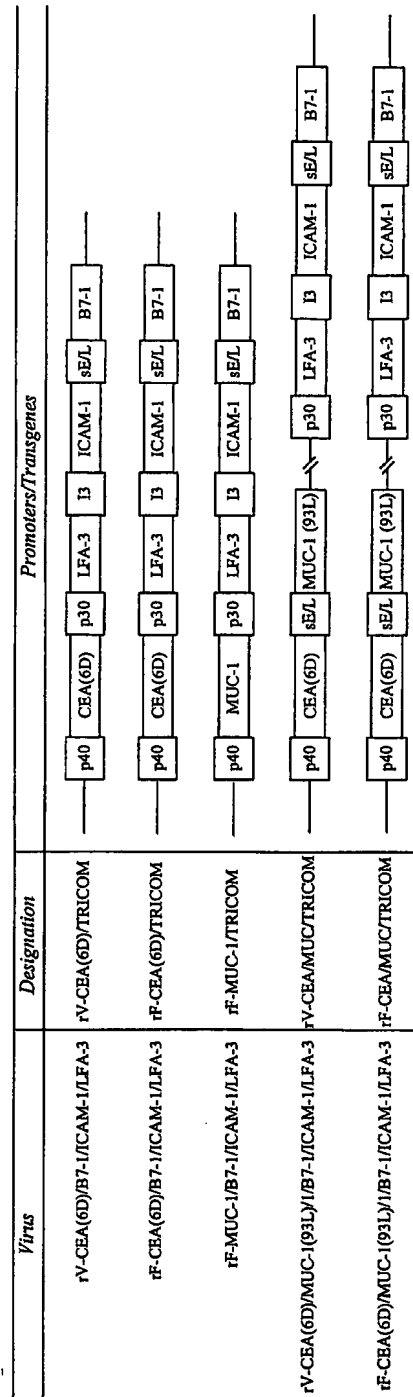 Virus Designation Promoters/Transgenes
rV-CEA(6D)/B7-1/ICAM-1/LFA-3 rV-CEA(6D)/TRICOM p40 CEA(6D) p30 LFA-3 I3 ICAM-1 sE/L B7-1
rF-CEA(6D)/B7-1/ICAM-1/LFA-3 rF-CEA(6D)/TRICOM p40 CEA(6D) p30 LFA-3 I3 ICAM-1 sE/L B7-1
rF-MUC-1/B7-1/ICAM-1/LFA-3 rF-MUC-1/TRICOM p40 MUC-1 p30 LFA-3 I3 ICAM-1 sE/L B7-1
rV-CEA(6D)/MUC-1(93L)/1/B7-1/ICAM-1/LFA-3 rV-CEA/MUC/TRICOM p40 CEA(6D) sE/L MUC-1 (93L) p30 LFA-3 I3 ICAM-1 sE/L B7-1
rF-CEA(6D)/MUC-1(93L)/1/B7-1/ICAM-1/LFA-3 rF-CEA/MUC/TRICOM p40 CEA(6D) sE/L MUC-1 (93L) p30 LFA-3 I3 ICAM-1 sE/L B7-1